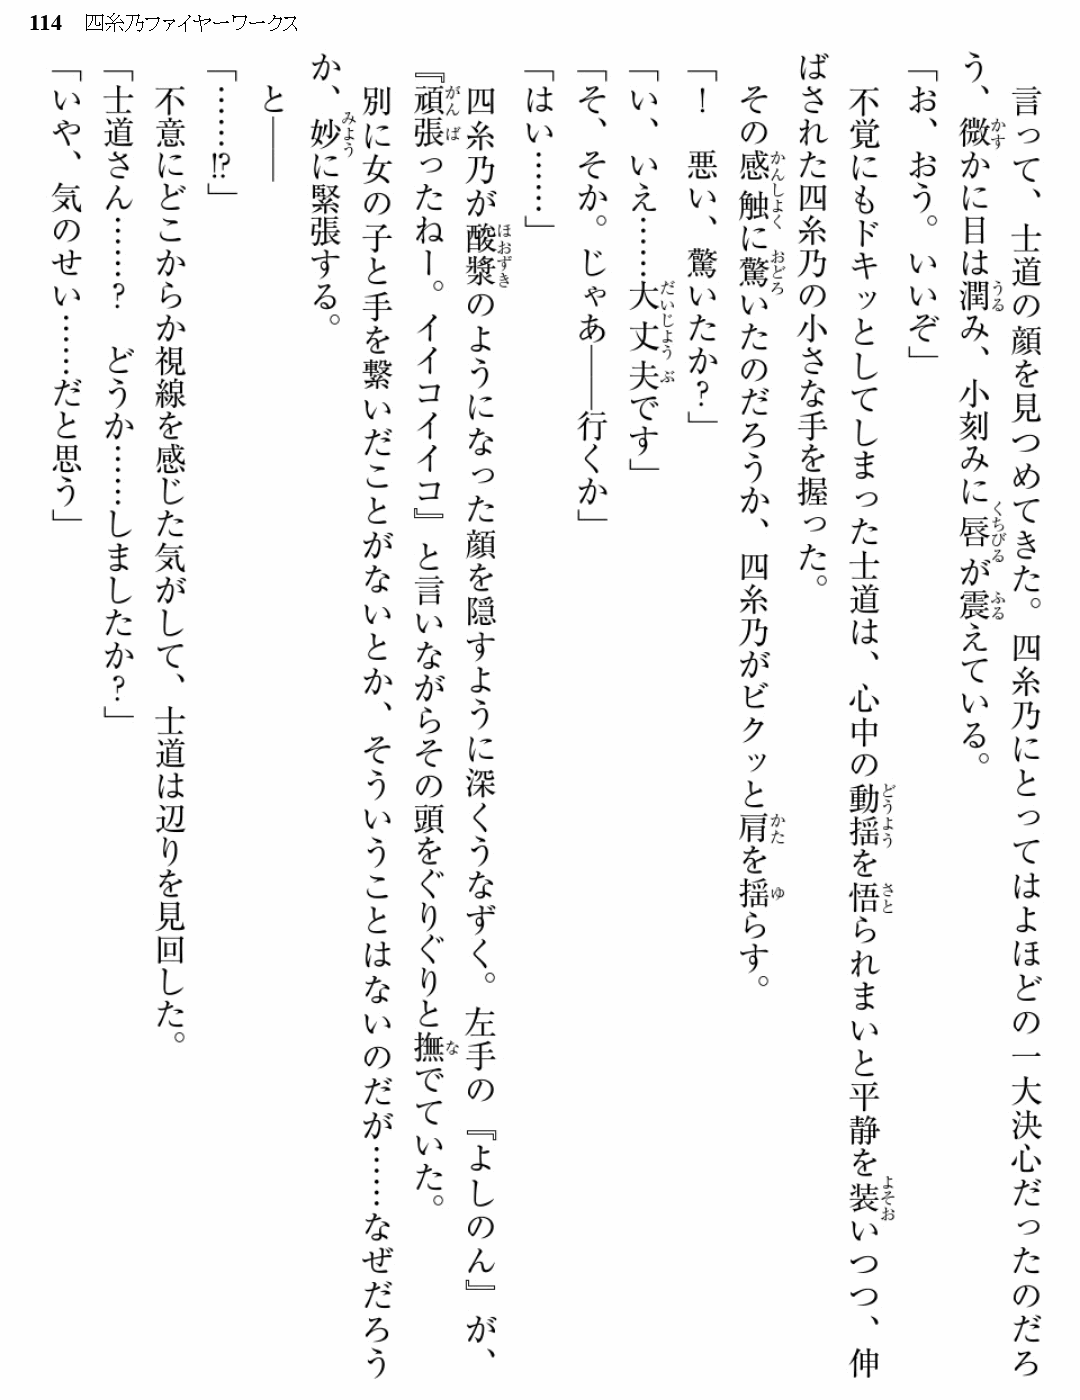 114 四糸乃ファイヤーワークス
　言って、士道の顔を見つめてきた。四糸乃にとってはよほどの一大決心だったのだろ
う、微かに目は潤み、小刻みに唇が震えている。
「お、おう。いいぞ」
　不覚にもドキッとしてしまった士道は、心中の動揺を悟られまいと平静を装いつつ、伸
ばされた四糸乃の小さな手を握った。
　その感触に驚いたのだろうか、四糸乃がビクッと肩を揺らす。
「！　悪い、驚いたか？」
「い、いえ……大丈夫です」
「そ、そか。じゃあ――行くか」
「はい……」
　四糸乃が酸漿のようになった顔を隠すように深くうなずく。左手の『よしのん』が、
『頑張ったねー。イイコイイコ』と言いながらその頭をぐりぐりと撫でていた。
　別に女の子と手を繋いだことがないとか、そういうことはないのだが……なぜだろう
か、妙に緊張する。
　と――
「……⁉」
　不意にどこからか視線を感じた気がして、士道は辺りを見回した。
「士道さん……？　どうか……しましたか？」
「いや、気のせい……だと思う」